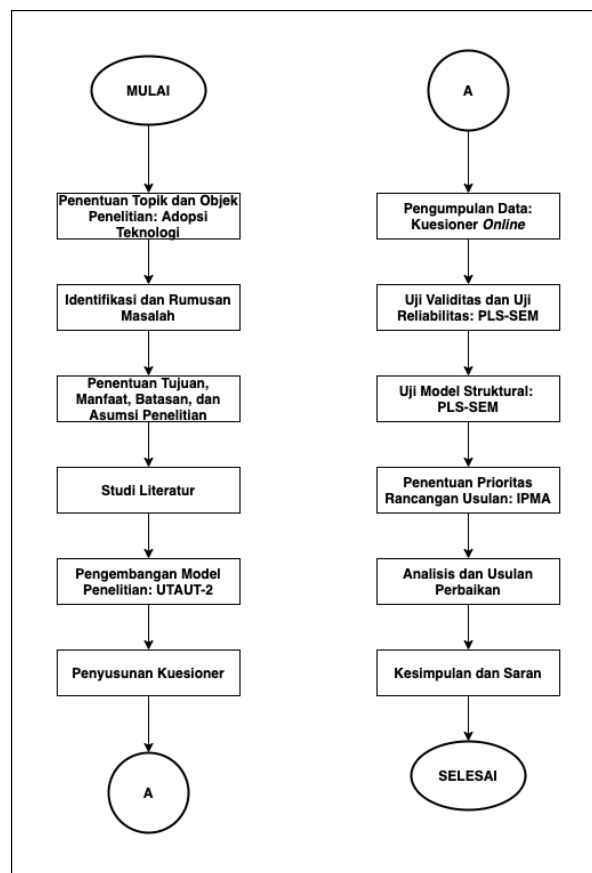 MULAI
Penentuan Topik dan Objek
Penelitian: Adopsi
Teknologi
Identifikasi dan Rumusan
Masalah
Penentuan Tujuan,
Manfaat, Batasan, dan
Asumsi Penelitian
Studi Literatur
Pengembangan Model
Penelitian: UTAUT-2
Penyusunan Kuesioner
A
A
Pengumpulan Data:
Kuesioner Online
Uji Validitas dan Uji
Reliabilitas: PLS-SEM
Uji Model Struktural:
PLS-SEM
Penentuan Prioritas
Rancangan Usulan: IPMA
Analisis dan Usulan
Perbaikan
Kesimpulan dan Saran
SELESAI